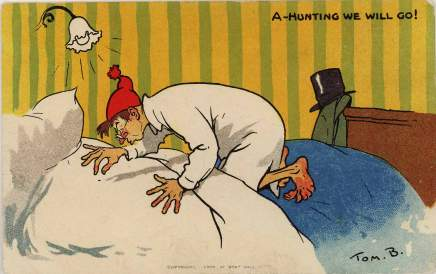 A-HUNTING WE WILL GO!
TOM. B.